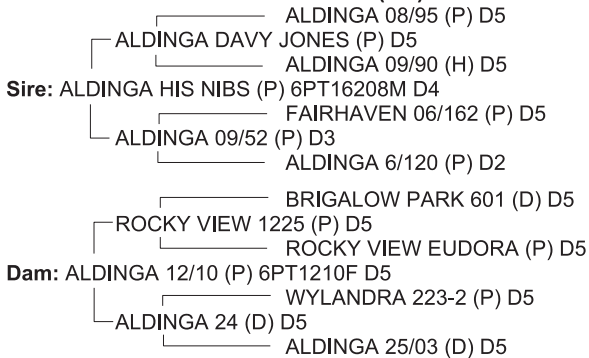 ALDINGA 08/95 (P) D5
ALDINGA DAVY JONES (P) D5
ALDINGA 09/90 (H) D5
Sire: ALDINGA HIS NIBS (P) 6PT16208M D4
FAIRHAVEN 06/162 (P) D5
ALDINGA 09/52 (P) D3
ALDINGA 6/120 (P) D2
BRIGALOW PARK 601 (D) D5
ROCKY VIEW 1225 (P) D5
ROCKY VIEW EUDORA (P) D5
Dam: ALDINGA 12/10 (P) 6PT1210F D5
WYLANDRA 223-2 (P) D5
ALDINGA 24 (D) D5
ALDINGA 25/03 (D) D5